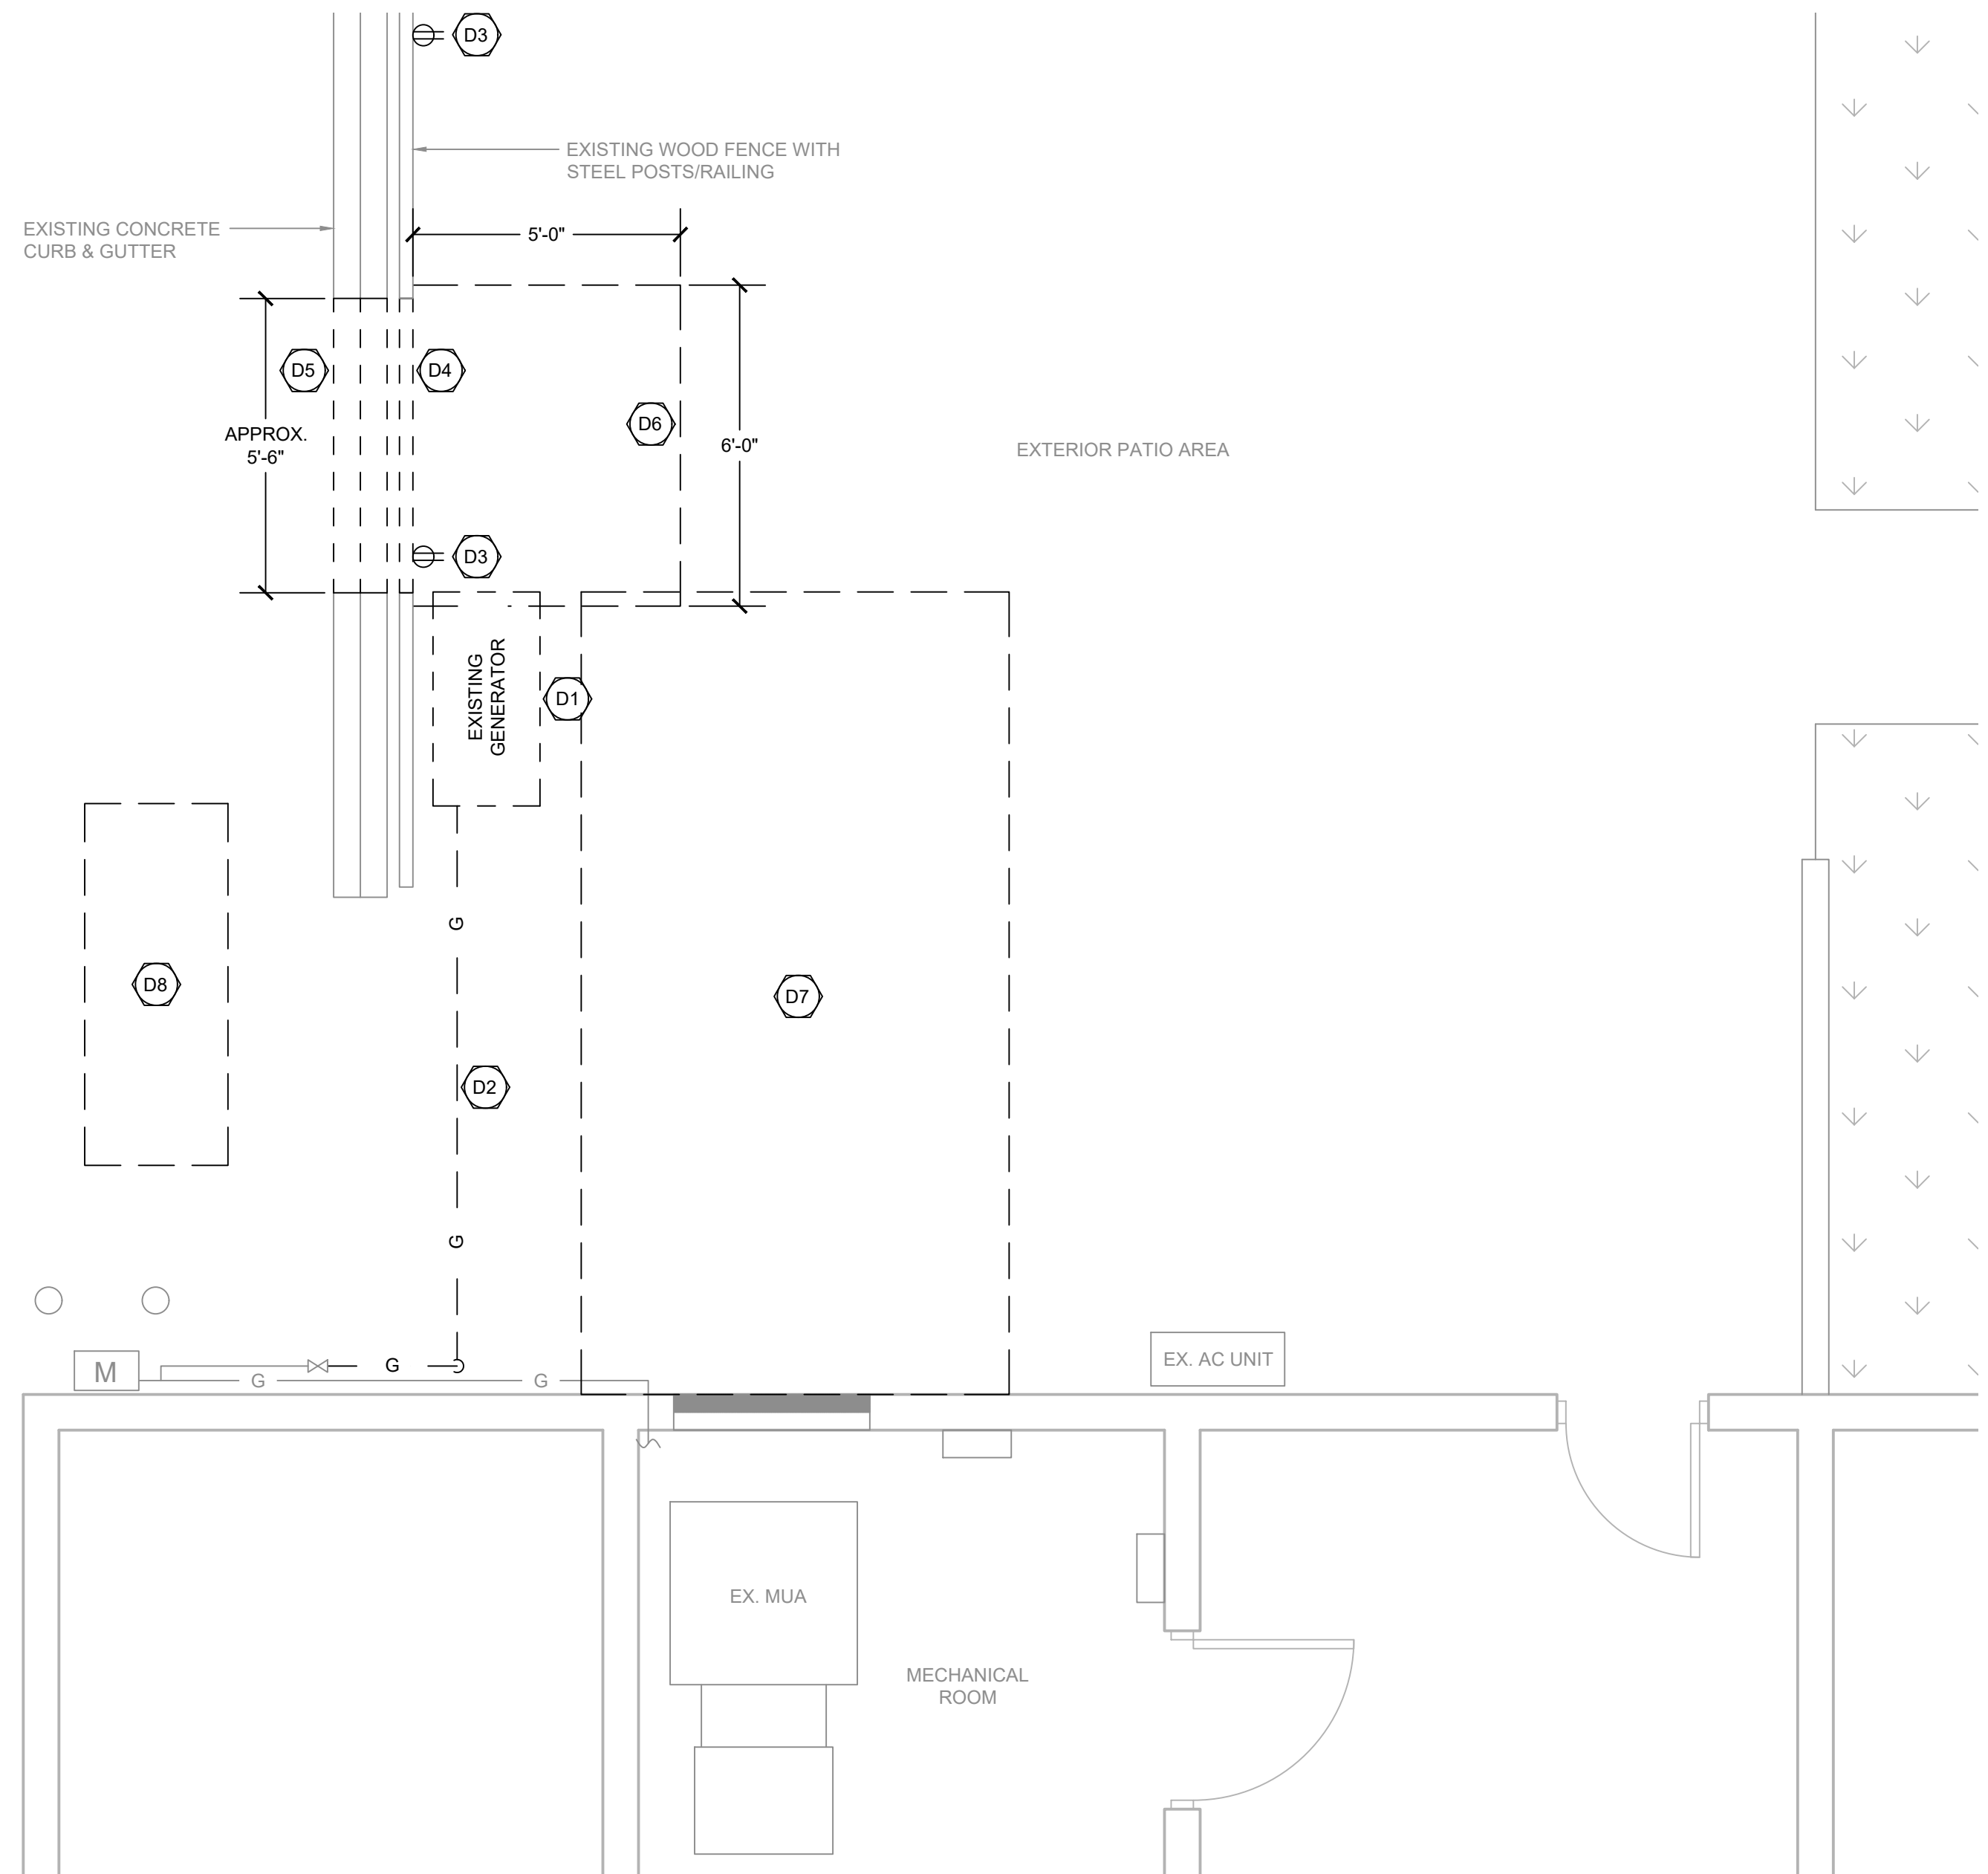 D3
EXISTING WOOD FENCE WITH
STEEL POSTS/RAILING
EXISTING CONCRETE
CURB & GUTTER
5'-0"
D5
D4
D6
APPROX.
5'-6"
6'-0"
EXTERIOR PATIO AREA
D3
EXISTING
GENERATOR
D1
G
D8
D7
D2
G
M
G
G
G
EX. AC UNIT
EX. MUA
MECHANICAL
ROOM